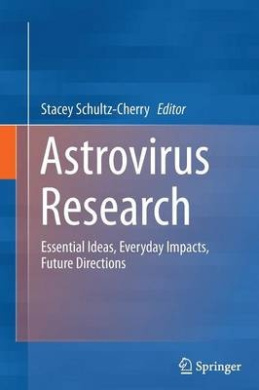 Stacey Schultz-Cherry Editor
Astrovirus
Research
Essential Ideas, Everyday Impacts,
Future Directions
Springer